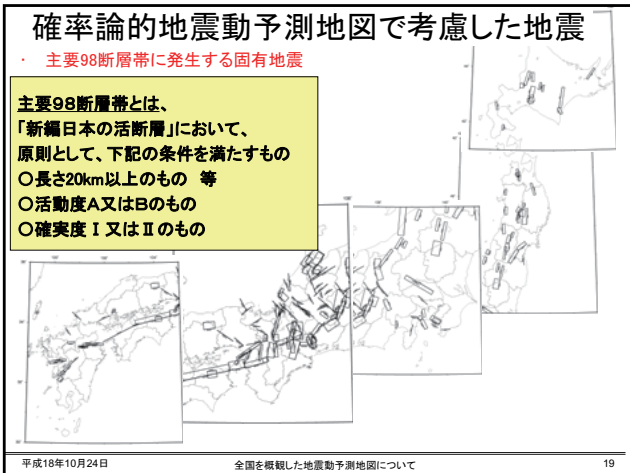 確率論的地震動予測地図で考慮した地震
・ 主要98断層帯に発生する固有地震
主要98断層帯とは、
「新編日本の活断層」において、
原則として、下記の条件を満たすもの
○長さ20km以上のもの 等
○活動度A又はBのもの
○確実度Ⅰ又はⅡのもの
平成18年10月24日
全国を概観した地震動予測地図について
19